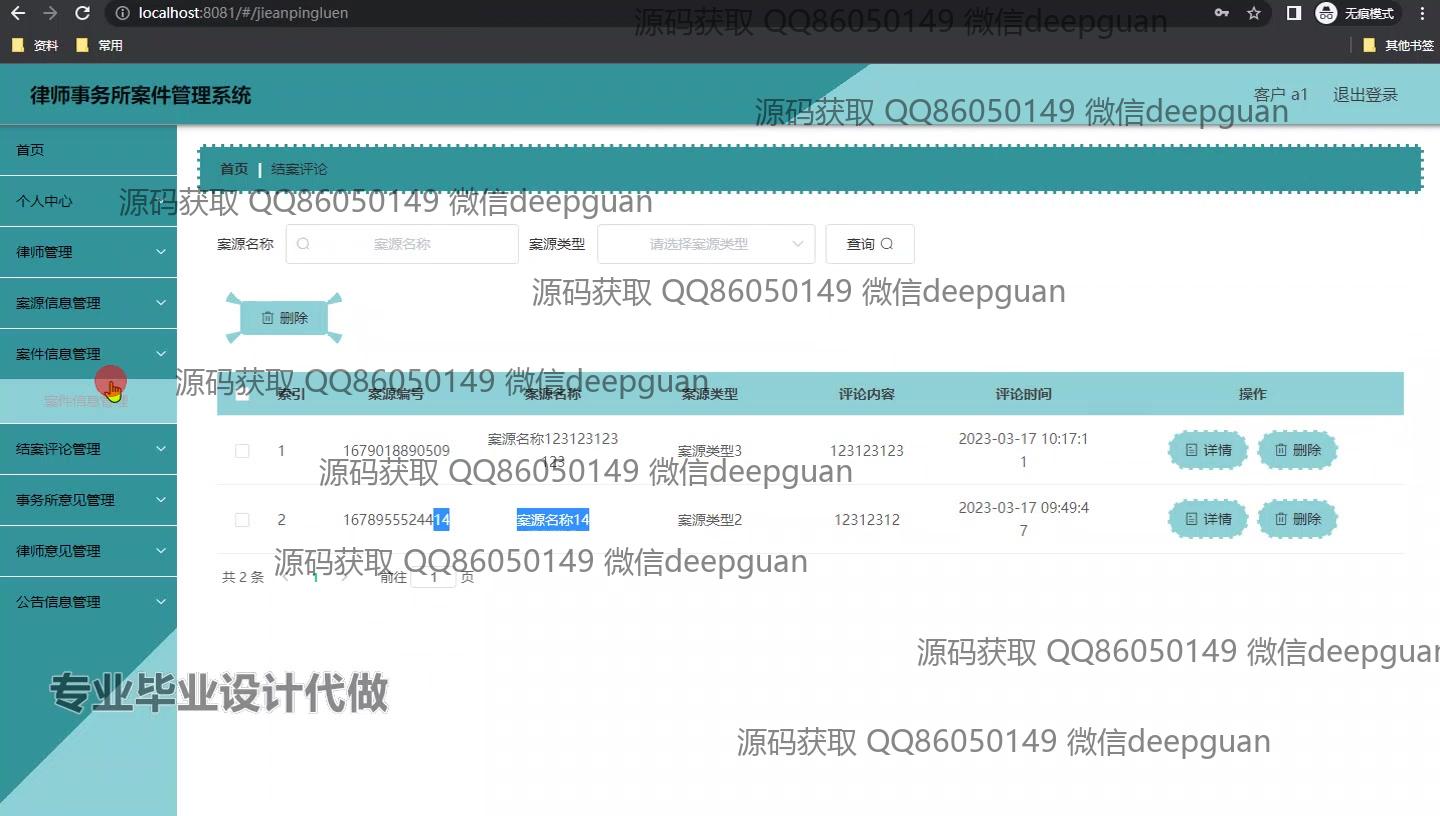 localhost:8081/#/jieanpingluen
无痕模式
源码获取 QQ86050149 微信deepguan
资料
常用
其他书签
律师事务所案件管理系统
客户 a1
退出登录
源码获取 QQ86050149 微信deepguan
首页
个人中心
律师管理
案源信息管理
案件信息管理
案件信息管理
结案评论管理
事务所意见管理
律师意见管理
公告信息管理
首页 | 结案评论
源码获取 QQ86050149 微信deepguan
案源名称 案源名称 案源类型 请选择案源类型 查询
源码获取 QQ86050149 微信deepguan
删除
源码获取 QQ86050149 微信deepguan
索引 案源编号 案源名称 案源类型 评论内容 评论时间 操作
1 1679018890509 案源名称123123123 案源类型3 123123123 2023-03-17 10:17:1 详情 删除
123 1
源码获取 QQ86050149 微信deepguan
2 1678955524414 案源名称14 案源类型2 12312312 2023-03-17 09:49:4 详情 删除
7
源码获取 QQ86050149 微信deepguan
共 2 条 1 前往 1 页
源码获取 QQ86050149 微信deepguan
专业毕业设计代做
源码获取 QQ86050149 微信deepguan